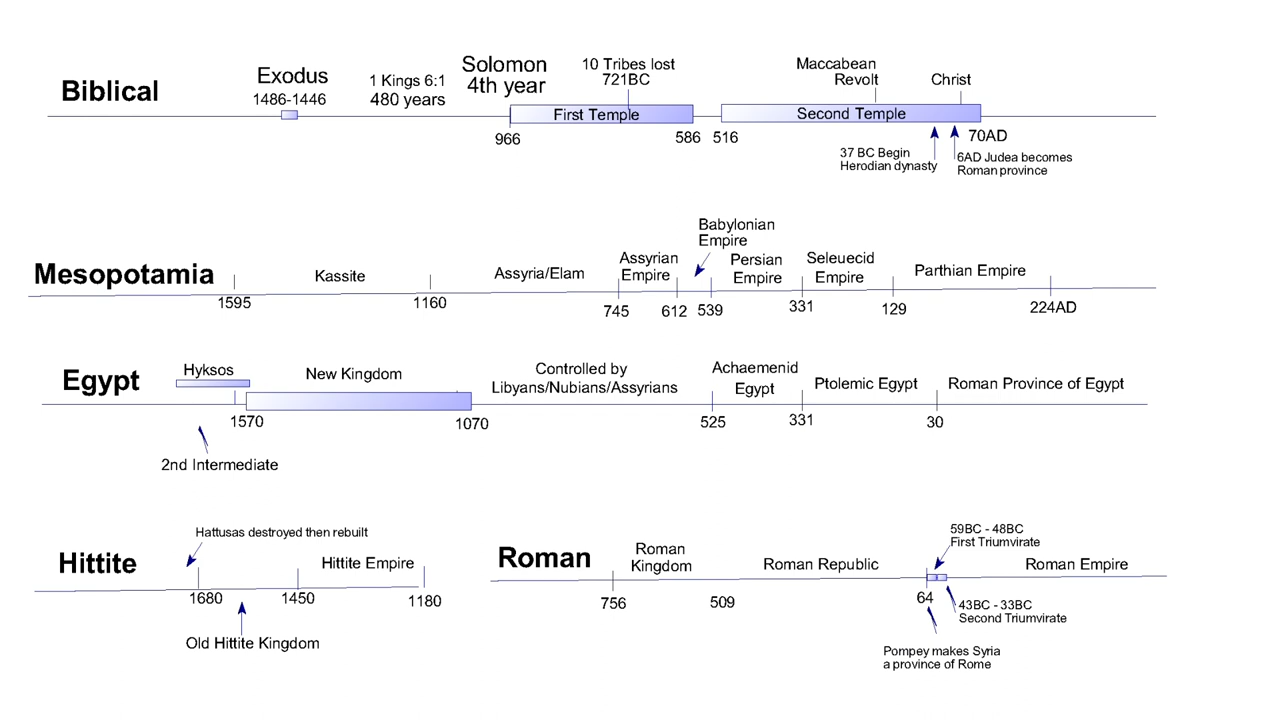 Biblical
Exodus
1486-1446
1 Kings 6:1
480 years
Solomon
4th year
10 Tribes lost
721BC
Maccabean
Revolt
Christ
First Temple
Second Temple
966
586
516
70AD
37 BC Begin
Herodian dynasty
6AD Judea becomes
Roman province
Mesopotamia
1595
Kassite
1160
Assyria/Elam
745
Assyrian
Empire
612
Babylonian
Empire
539
Persian
Empire
331
Seleuecid
Empire
129
Parthian Empire
224AD
Egypt
Hyksos
1570
2nd Intermediate
New Kingdom
1070
Controlled by
Libyans/Nubians/Assyrians
525
Achaemenid
Egypt
331
Ptolemic Egypt
30
Roman Province of Egypt
Hittite
Hattusas destroyed then rebuilt
1680
Old Hittite Kingdom
1450
Hittite Empire
1180
Roman
756
Roman
Kingdom
509
Roman Republic
64
59BC - 48BC
First Triumvirate
Roman Empire
43BC - 33BC
Second Triumvirate
Pompey makes Syria
a province of Rome